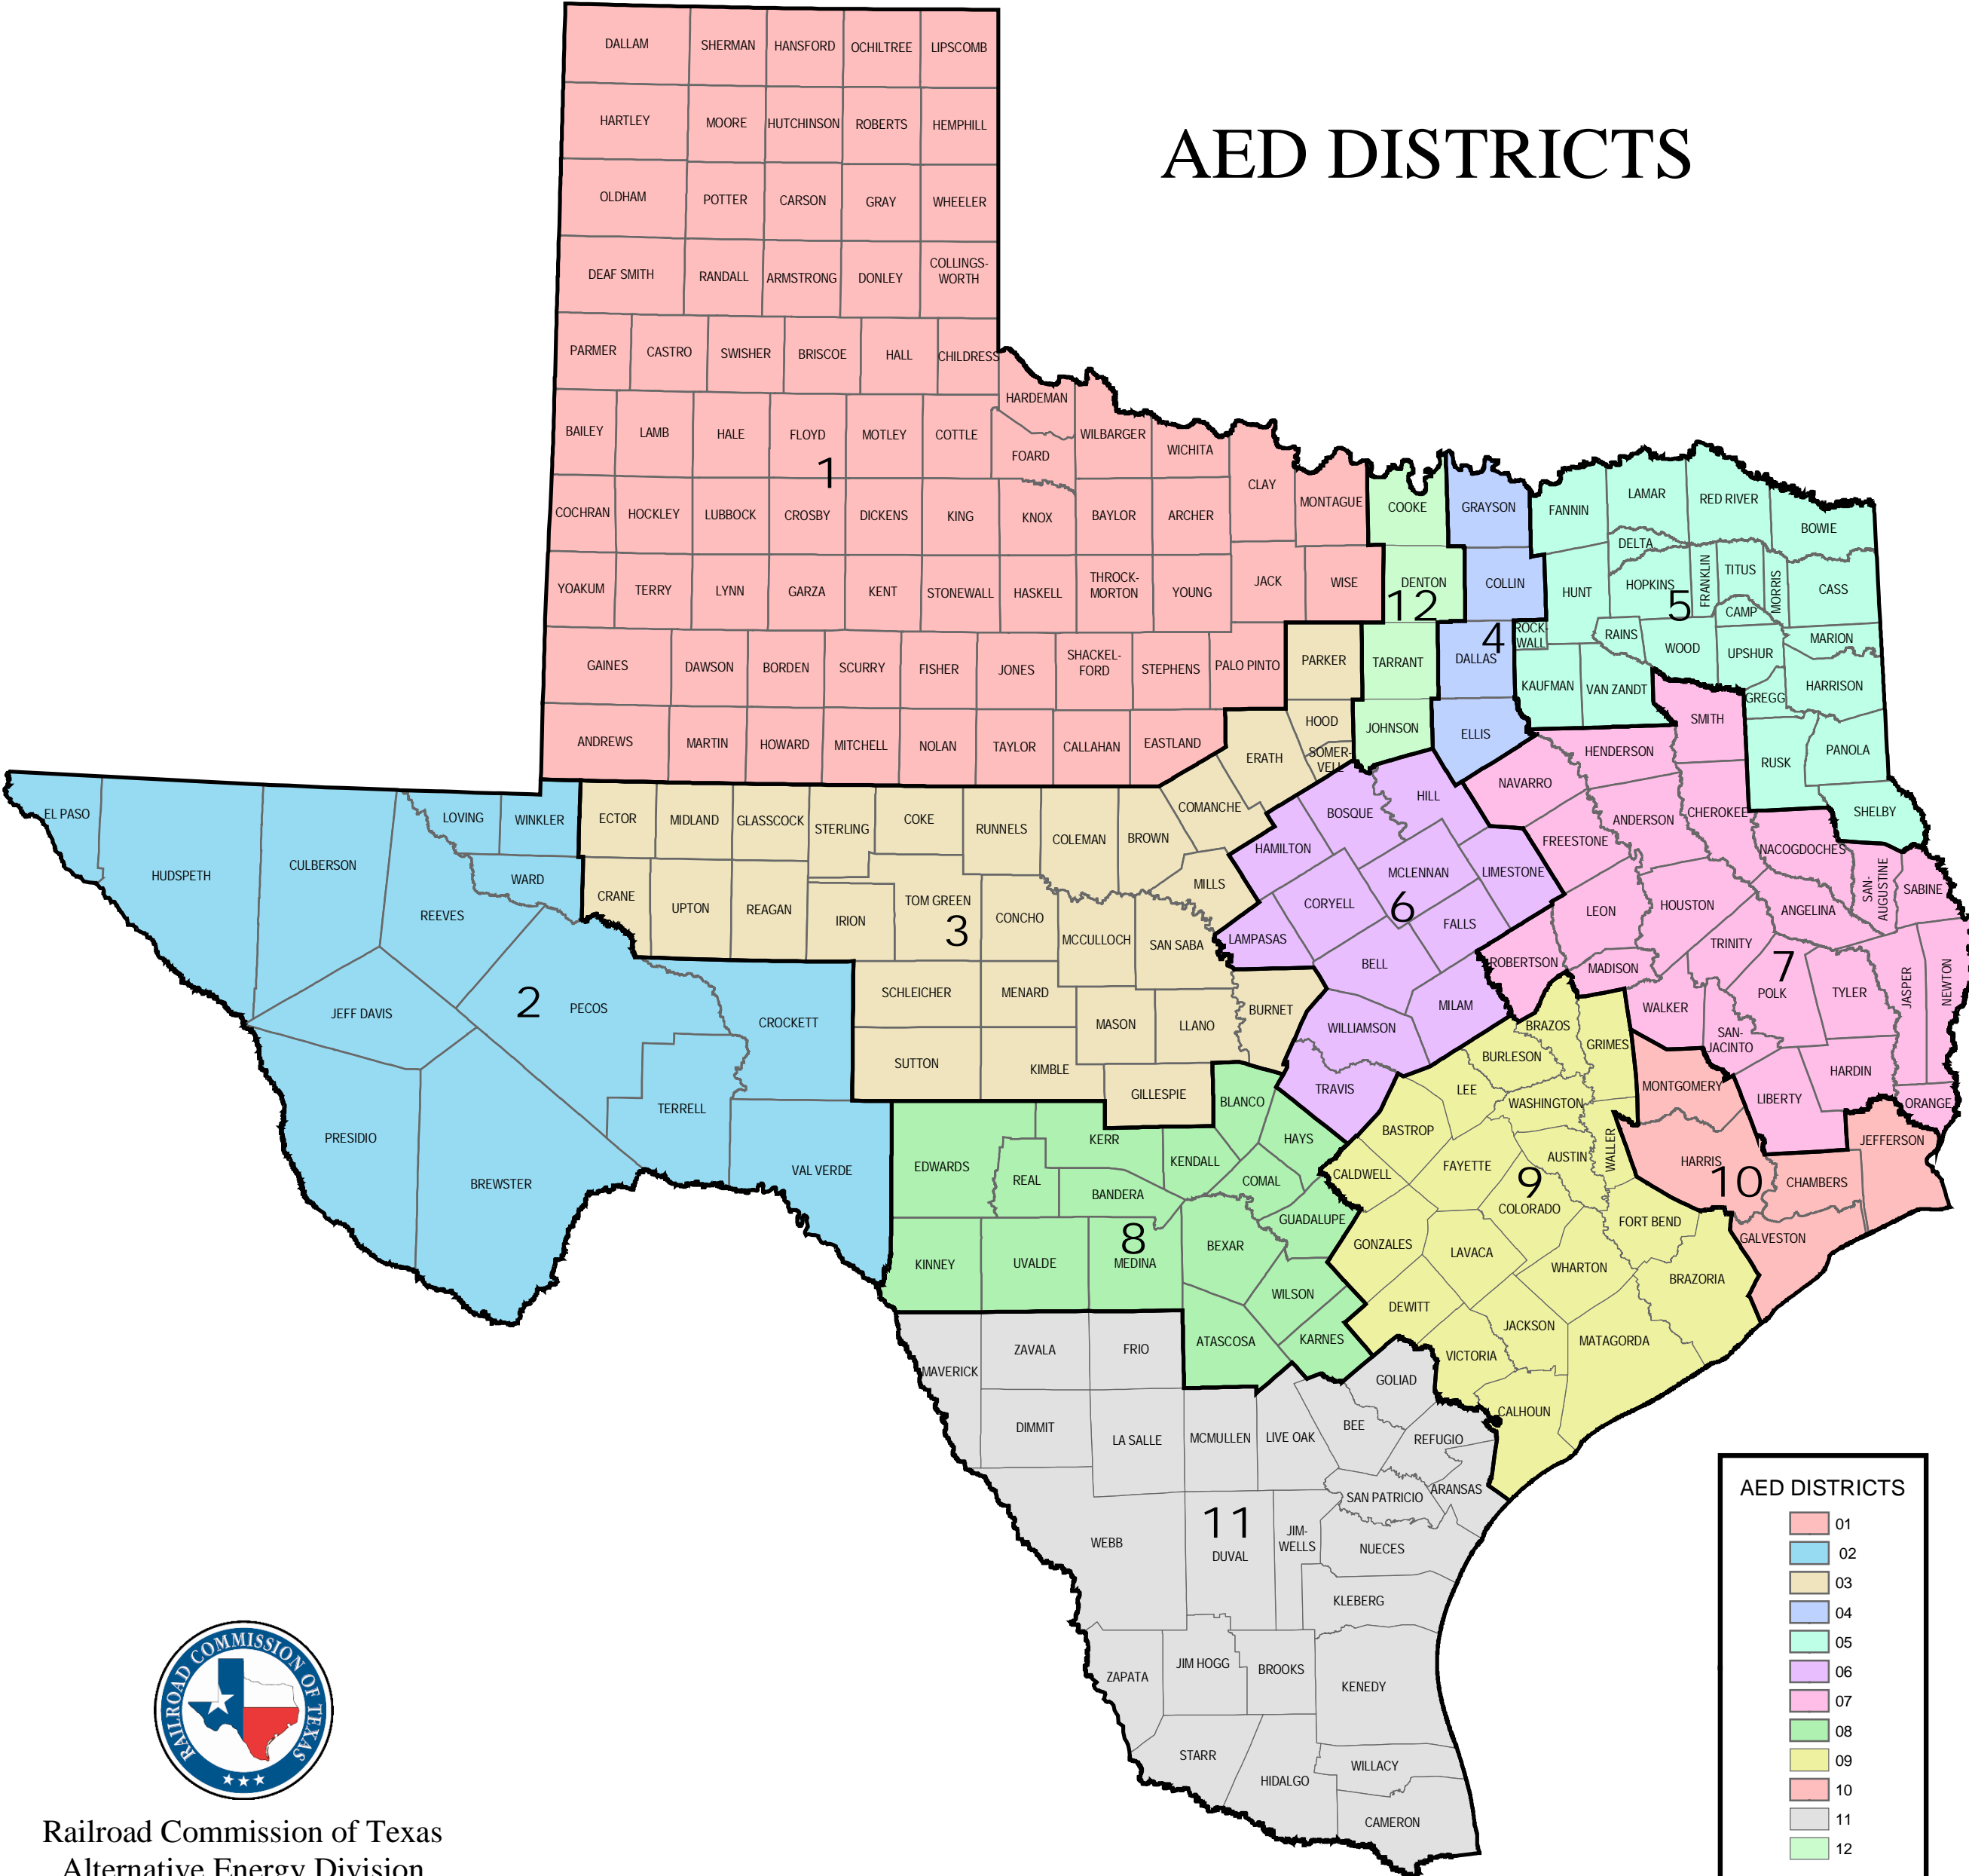 AED DISTRICTS
DALLAM
SHERMAN
HANSFORD
OCHILTREE
LIPSCOMB
HARTLEY
MOORE
HUTCHINSON
ROBERTS
HEMPHILL
OLDHAM
POTTER
CARSON
GRAY
WHEELER
DEAF SMITH
RANDALL
ARMSTRONG
DONLEY
COLLINGS-
WORTH
PARMER
CASTRO
SWISHER
BRISCOE
HALL
CHILDRESS
HARDEMAN
BAILEY
LAMB
HALE
FLOYD
MOTLEY
COTTLE
FOARD
WILBARGER
WICHITA
1
CLAY
MONTAGUE
COOKE
GRAYSON
FANNIN
LAMAR
RED RIVER
BOWIE
COCHRAN
HOCKLEY
LUBBOCK
CROSBY
DICKENS
KING
KNOX
BAYLOR
ARCHER
DELTA
YOAKUM
TERRY
LYNN
GARZA
KENT
STONEWALL
HASKELL
THROCK-
MORTON
YOUNG
JACK
WISE
DENTON
12
COLLIN
HUNT
HOPKINS
FRANKLIN
TITUS
MORRIS
CASS
5
CAMP
GAINES
DAWSON
BORDEN
SCURRY
FISHER
JONES
SHACKEL-
FORD
STEPHENS
PALO PINTO
PARKER
TARRANT
DALLAS
4
ROCK-
WALL
RAINS
WOOD
UPSHUR
MARION
KAUFMAN
VAN ZANDT
GREGG
HARRISON
ANDREWS
MARTIN
HOWARD
MITCHELL
NOLAN
TAYLOR
CALLAHAN
EASTLAND
ERATH
HOOD
SOMER-
VELL
JOHNSON
ELLIS
HENDERSON
SMITH
RUSK
PANOLA
SHELBY
EL PASO
HUDSPETH
CULBERSON
LOVING
WINKLER
ECTOR
MIDLAND
GLASSCOCK
STERLING
COKE
RUNNELS
COLEMAN
BROWN
COMANCHE
BOSQUE
HILL
NAVARRO
ANDERSON
CHEROKEE
FREESTONE
NACOGDOCHES
SAN-
AUGUSTINE
SABINE
HAMILTON
MCLENNAN
LIMESTONE
REEVES
WARD
CRANE
UPTON
REAGAN
IRION
TOM GREEN
3
CONCHO
MCCULLOCH
SAN SABA
MILLS
LAMPASAS
CORYELL
6
FALLS
BELL
LEON
HOUSTON
ANGELINA
TRINITY
ROBERTSON
MADISON
7
POLK
TYLER
JASPER
NEWTON
JEFF DAVIS
2
PECOS
CROCKETT
SCHLEICHER
MENARD
MASON
LLANO
BURNET
WILLIAMSON
MILAM
BRAZOS
GRIMES
WALKER
SAN-
JACINTO
SUTTON
KIMBLE
GILLESPIE
BLANCO
TRAVIS
BURLESON
LEE
WASHINGTON
MONTGOMERY
LIBERTY
HARDIN
ORANGE
TERRELL
PRESIDIO
BREWSTER
VAL VERDE
EDWARDS
REAL
KERR
BANDERA
KENDALL
HAYS
COMAL
CALDWELL
BASTROP
FAYETTE
AUSTIN
WALLER
HARRIS
10
CHAMBERS
JEFFERSON
9
COLORADO
FORT BEND
GALVESTON
GUADALUPE
KINNEY
UVALDE
8
MEDINA
BEXAR
WILSON
GONZALES
LAVACA
WHARTON
BRAZORIA
ATASCOSA
KARNES
DEWITT
JACKSON
MATAGORDA
VICTORIA
CALHOUN
MAVERICK
ZAVALA
FRIO
GOLIAD
DIMMIT
LA SALLE
MCMULLEN
LIVE OAK
BEE
REFUGIO
ARANSAS
SAN PATRICIO
WEBB
11
DUVAL
JIM-
WELLS
NUECES
KLEBERG
ZAPATA
JIM HOGG
BROOKS
KENEDY
STARR
HIDALGO
WILLACY
CAMERON
AED DISTRICTS
01
02
03
04
05
06
07
08
09
10
11
12
RAILROAD COMMISSION OF TEXAS
Railroad Commission of Texas
Alternative Energy Division